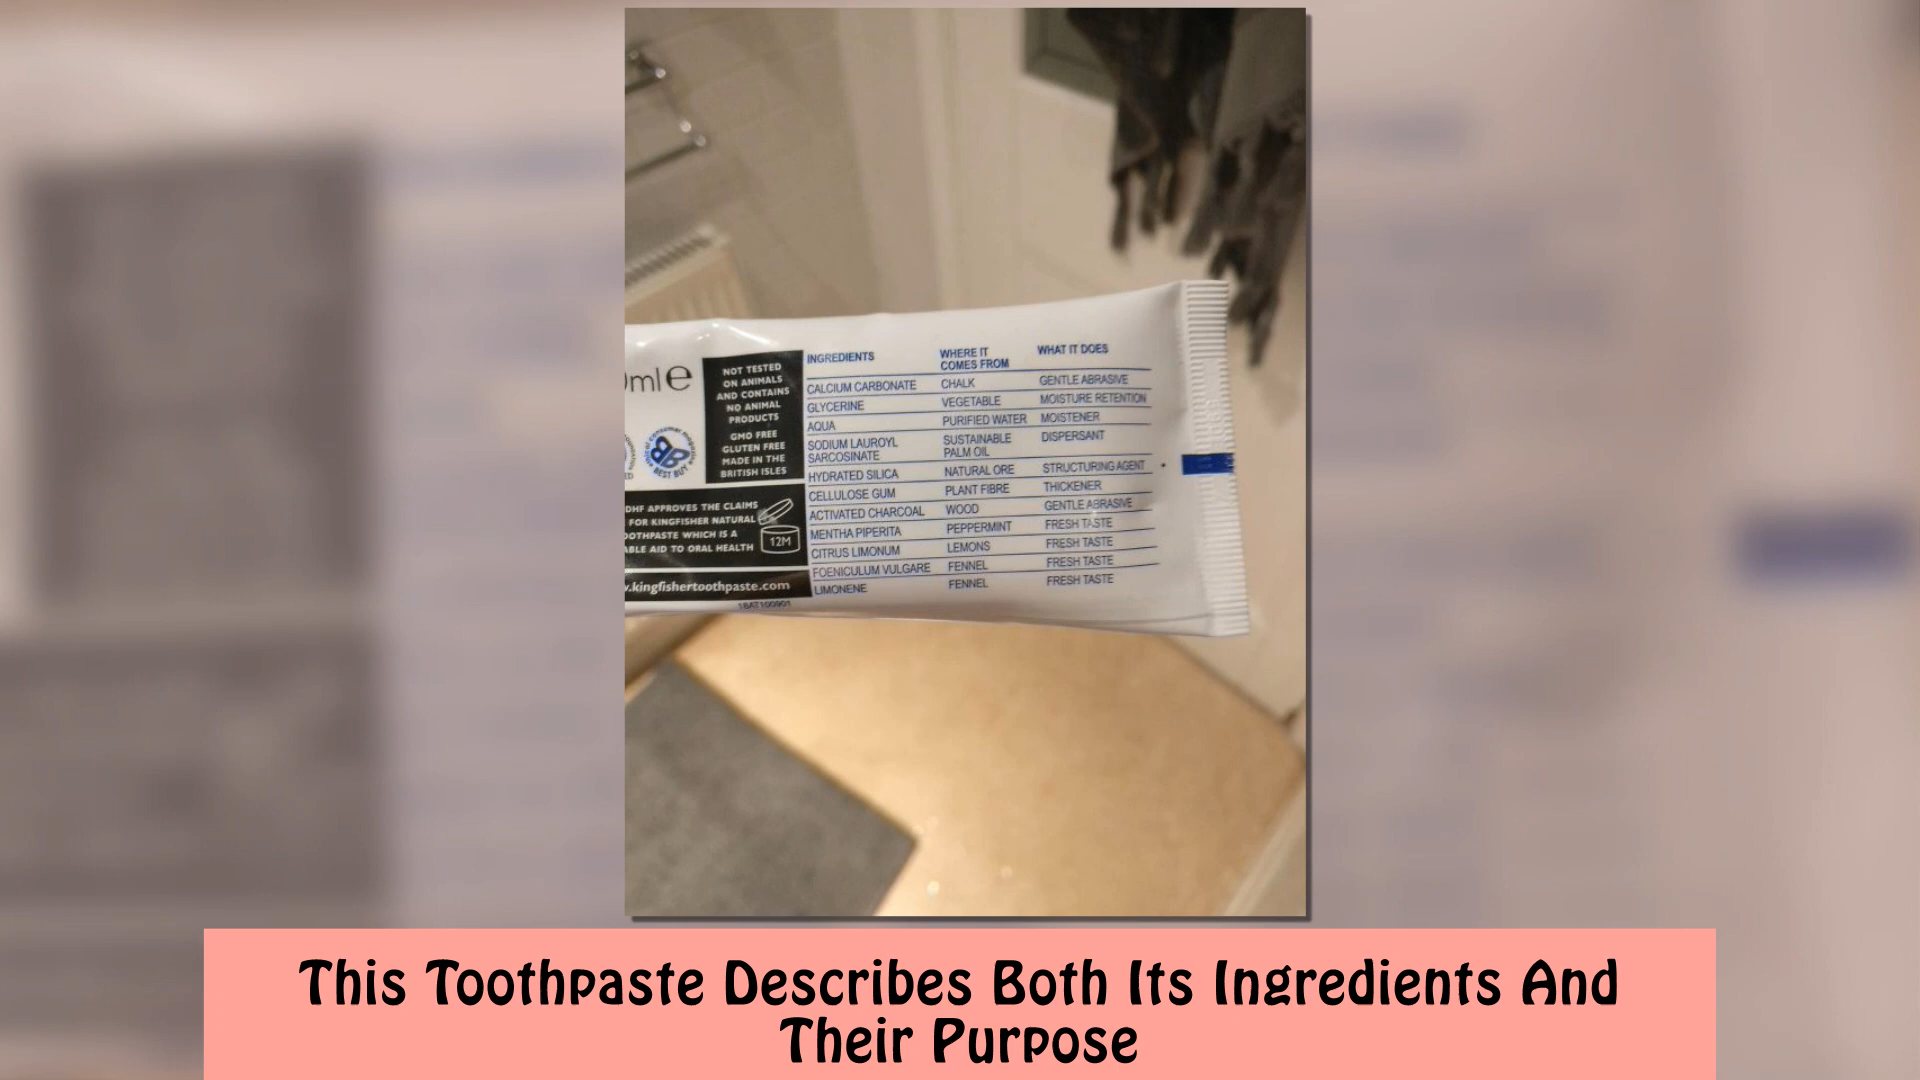 mle
NOT TESTED
ON ANIMALS
AND CONTAINS
NO ANIMAL
PRODUCTS
GMO FREE
GLUTEN FREE
MADE IN THE
BRITISH ISLES
BEST BUY
DHF APPROVES THE CLAIMS
FOR KINGFISHER NATURAL
OOTHPASTE WHICH IS A
ABLE AID TO ORAL HEALTH
12M
.kingfishertoothpaste.com
18AT100901
INGREDIENTS WHERE IT COMES FROM WHAT IT DOES
CALCIUM CARBONATE CHALK GENTLE ABRASIVE
GLYCERINE VEGETABLE MOISTURE RETENTION
AQUA PURIFIED WATER MOISTENER
SODIUM LAUROYL SARCOSINATE SUSTAINABLE PALM OIL DISPERSANT
HYDRATED SILICA NATURAL ORE STRUCTURING AGENT
CELLULOSE GUM PLANT FIBRE THICKENER
ACTIVATED CHARCOAL WOOD GENTLE ABRASIVE
MENTHA PIPERITA PEPPERMINT FRESH TASTE
CITRUS LIMONUM LEMONS FRESH TASTE
FOENICULUM VULGARE FENNEL FRESH TASTE
LIMONENE FENNEL FRESH TASTE
This Toothpaste Describes Both Its Ingredients And
Their Purpose